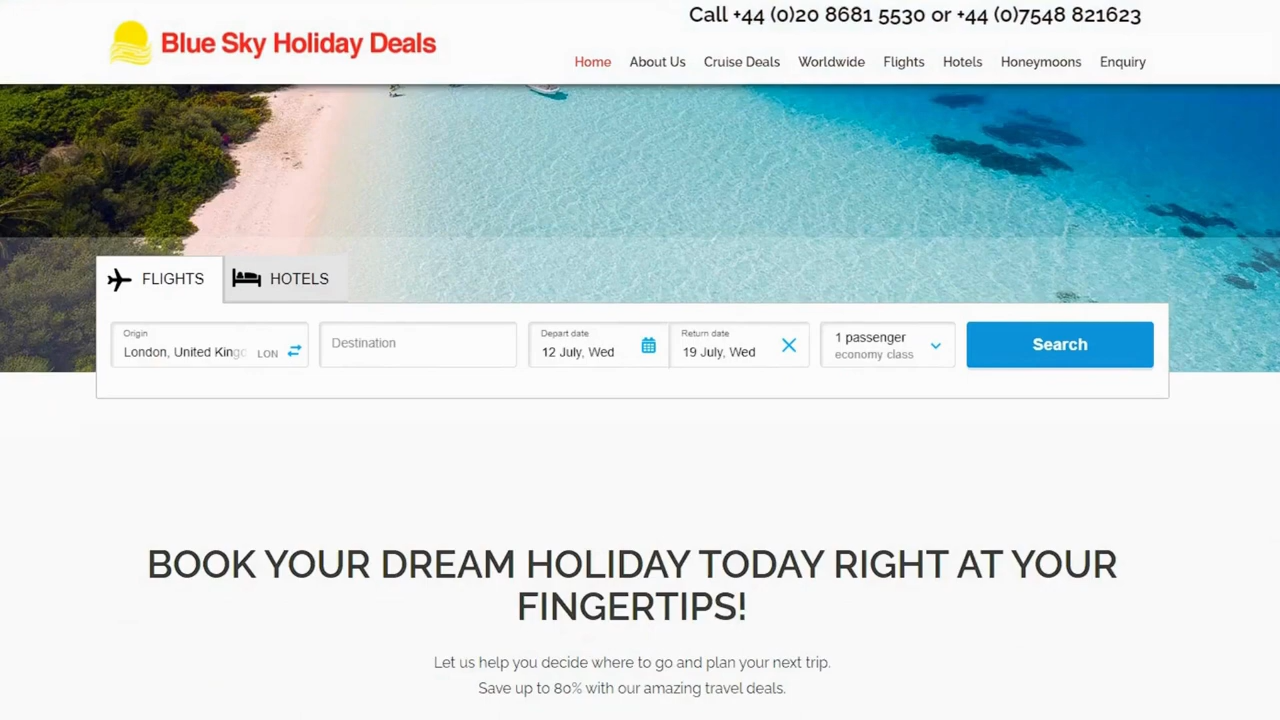 Call +44 (0)20 8681 5530 or +44 (0)7548 821623
Blue Sky Holiday Deals
Home About Us Cruise Deals Worldwide Flights Hotels Honeymoons Enquiry
FLIGHTS HOTELS
Origin
London, United King LON
Destination
Depart date
12 July, Wed
Return date
19 July, Wed
1 passenger
economy class
Search
BOOK YOUR DREAM HOLIDAY TODAY RIGHT AT YOUR
FINGERTIPS!
Let us help you decide where to go and plan your next trip.
Save up to 80% with our amazing travel deals.